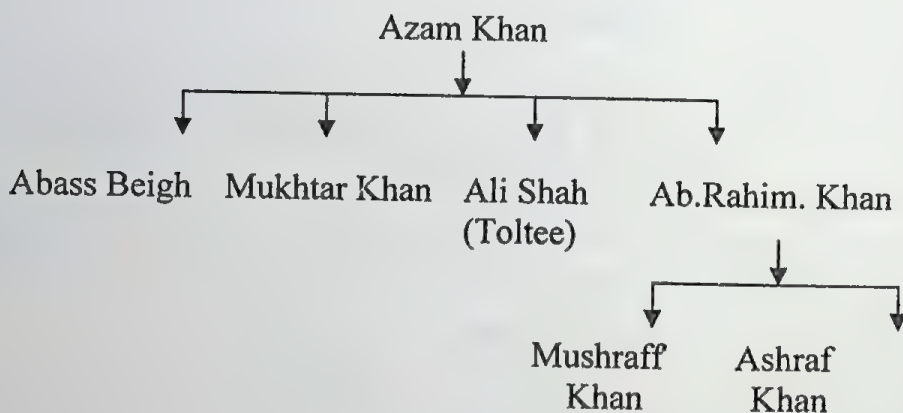 Azam Khan
Abass Beigh Mukhtar Khan Ali Shah Ab.Rahim. Khan
(Toltee)
Mushraff Ashraf
Khan Khan